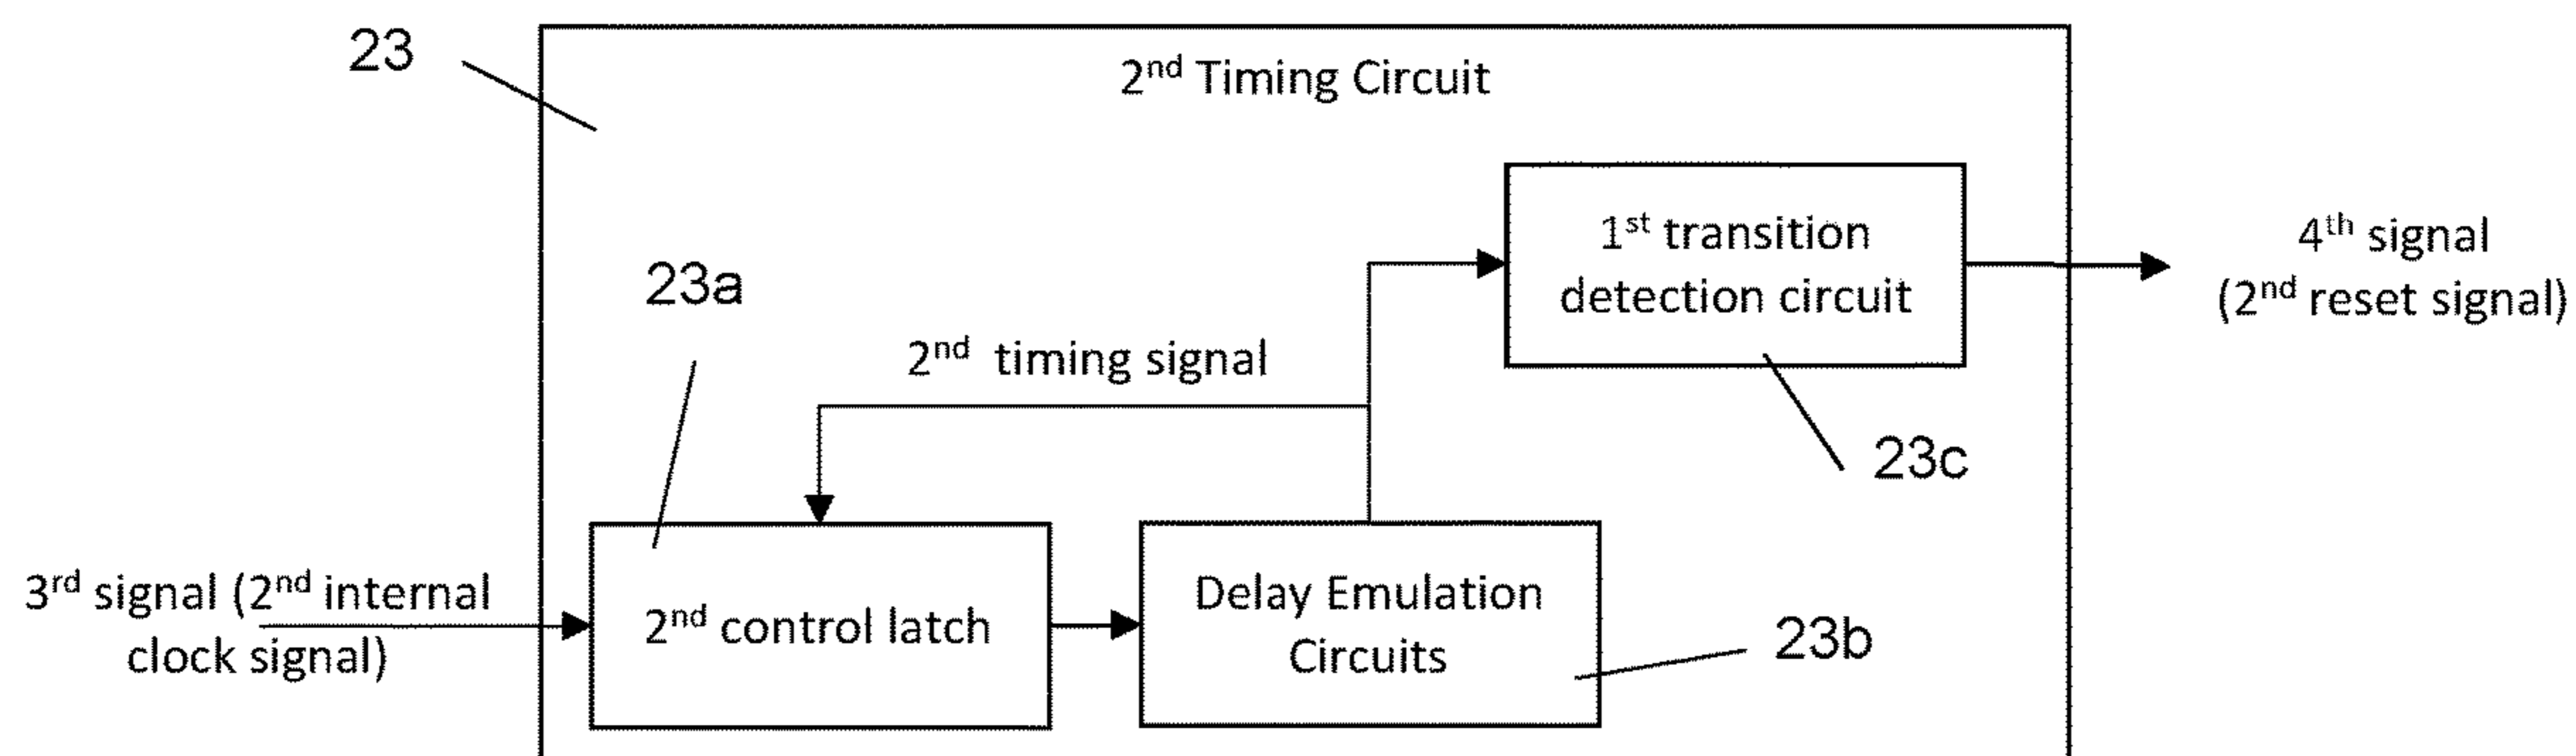 23
2nd Timing Circuit
1st transition
detection circuit
4th signal
(2nd reset signal)
23a
2nd timing signal
23c
3rd signal (2nd internal
clock signal)
2nd control latch
Delay Emulation
Circuits
23b